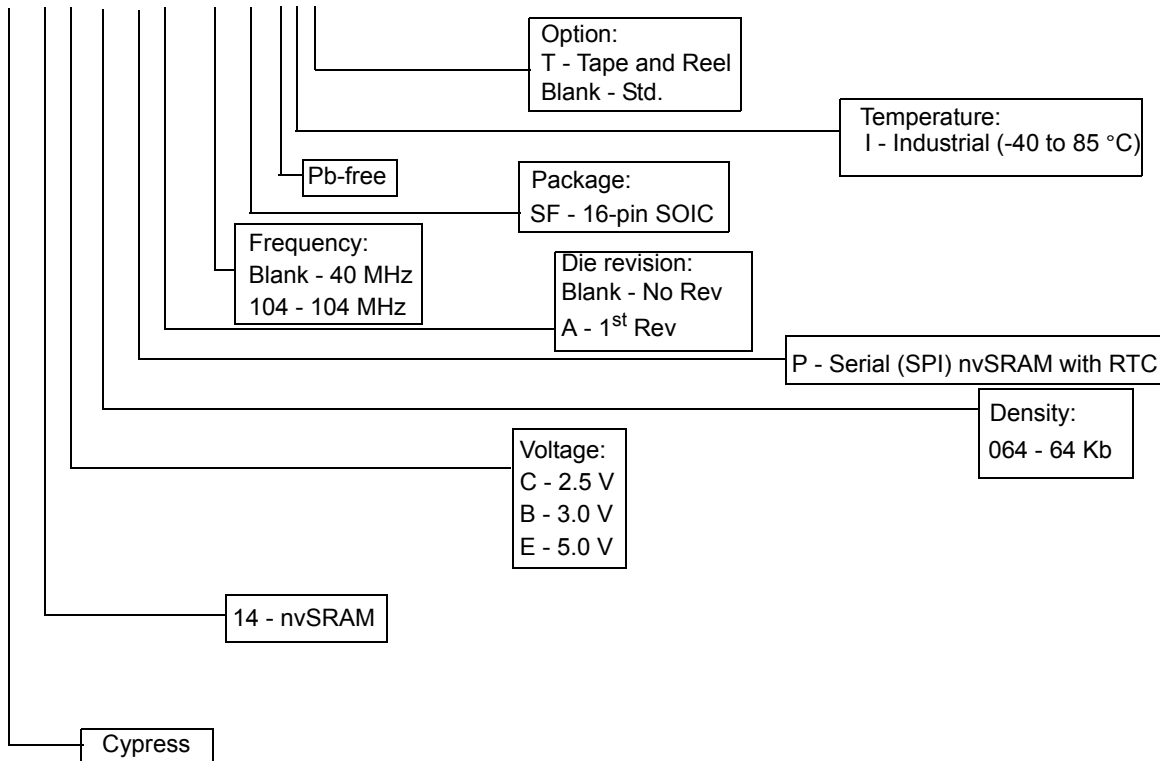 Option:
T - Tape and Reel
Blank - Std.
Temperature:
I - Industrial (-40 to 85 °C)
Pb-free
Package:
SF - 16-pin SOIC
Frequency:
Blank - 40 MHz
104 - 104 MHz
Die revision:
Blank - No Rev
A - 1st Rev
P - Serial (SPI) nvSRAM with RTC
Density:
064 - 64 Kb
Voltage:
C - 2.5 V
B - 3.0 V
E - 5.0 V
14 - nvSRAM
Cypress